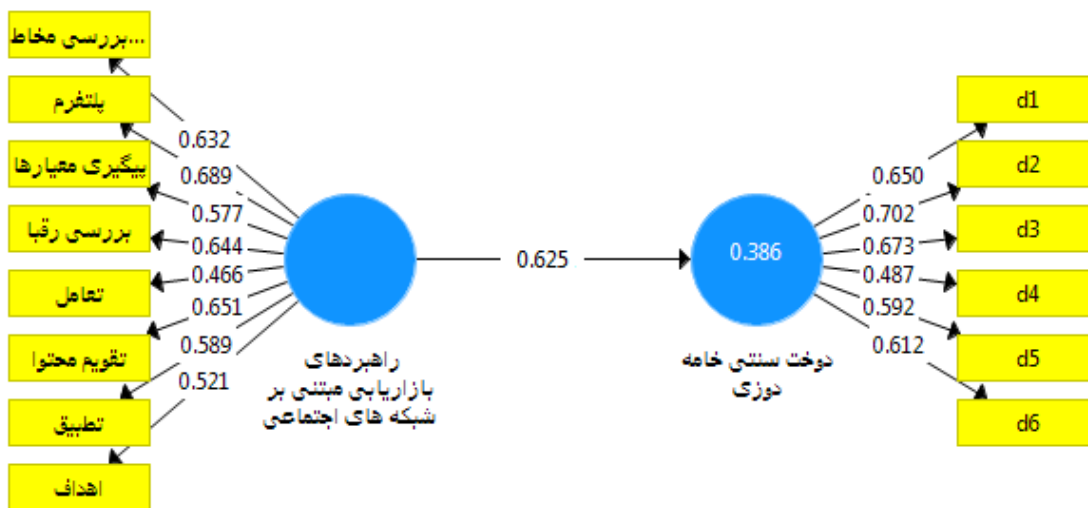 بررسی مخاط...
پلتفرم
پیگیری معیارها
بررسی رقبا
تعامل
تقویم محتوا
تطبیق
اهداف
0.632
0.689
0.577
0.644
0.466
0.651
0.589
0.521
راهبردهای
بازاریابی مبتنی بر
شبکه های اجتماعی
0.625
0.386
دوخت سنتی خامه
دوزی
0.650
0.702
0.673
0.487
0.592
0.612
d1
d2
d3
d4
d5
d6